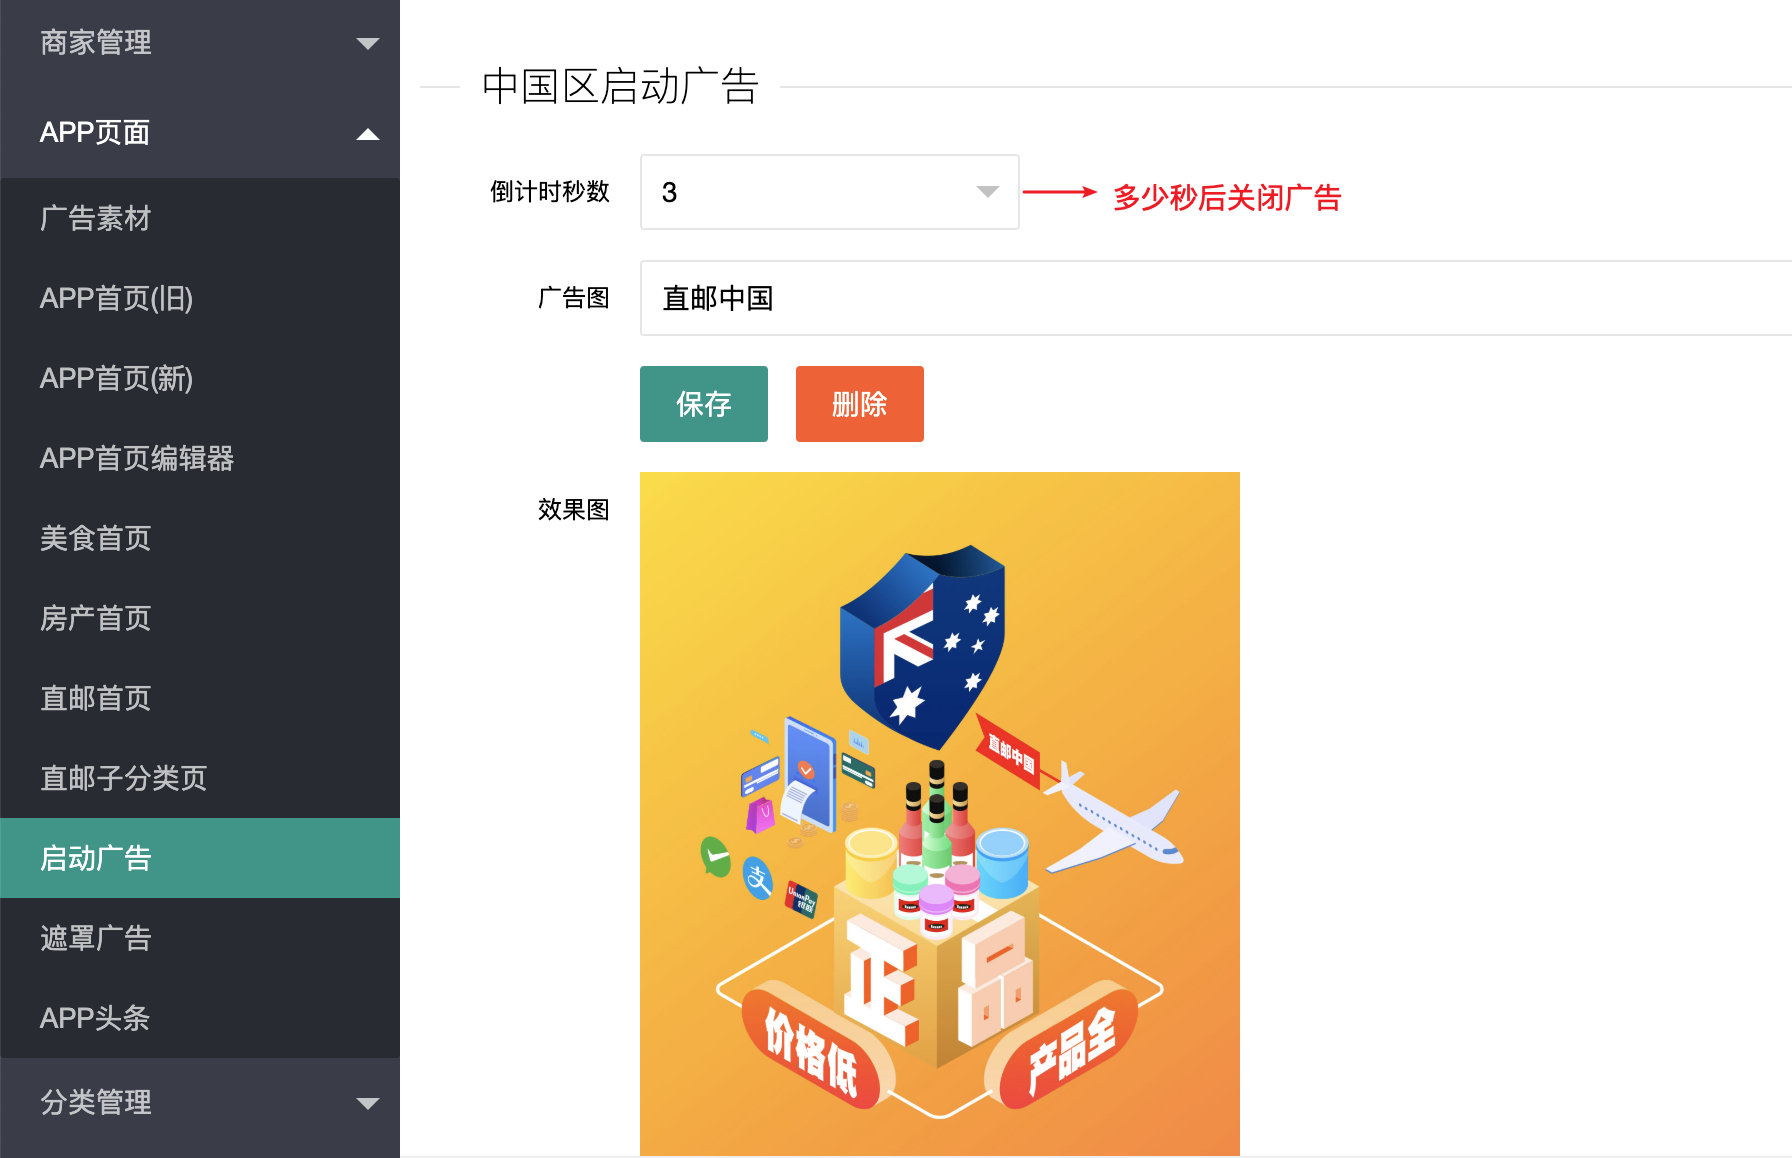 商家管理
APP页面
广告素材
APP首页(旧)
APP首页(新)
APP首页编辑器
美食首页
房产首页
直邮首页
直邮子分类页
启动广告
遮罩广告
APP头条
分类管理
中国区启动广告
倒计时秒数
3
多少秒后关闭广告
广告图
直邮中国
保存
删除
效果图
直邮中国
支
UnionPay
银联
正品
价格低
产品全